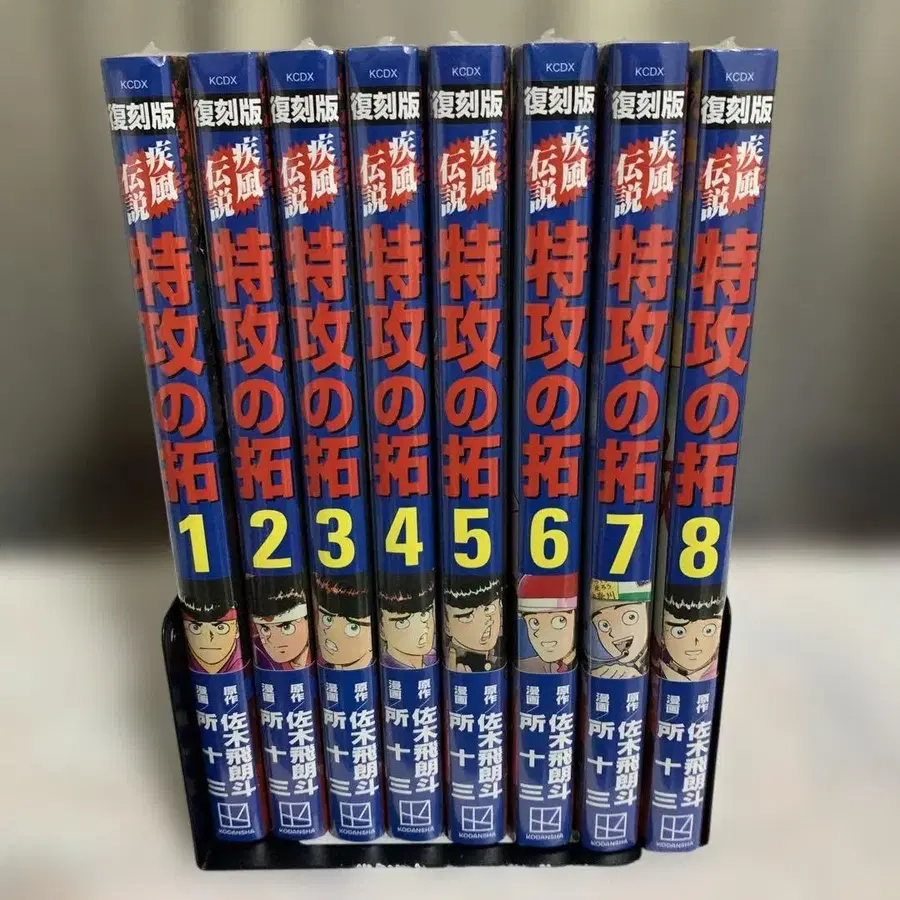 KCDX
復刻版
疾風
伝説
特攻の拓
1
原作
佐木飛朗斗
漫画
所十三
KODANSHA
KCDX
復刻版
疾風
伝説
特攻の拓
2
原作
佐木飛朗斗
漫画
所十三
KODANSHA
KCDX
復刻版
疾風
伝説
特攻の拓
3
原作
佐木飛朗斗
漫画
所十三
KODANSHA
KCDX
復刻版
疾風
伝説
特攻の拓
4
原作
佐木飛朗斗
漫画
所十三
KODANSHA
KCDX
復刻版
疾風
伝説
特攻の拓
5
原作
佐木飛朗斗
漫画
所十三
KODANSHA
KCDX
復刻版
疾風
伝説
特攻の拓
6
原作
佐木飛朗斗
漫画
所十三
KODANSHA
KCDX
復刻版
疾風
伝説
特攻の拓
7
原作
佐木飛朗斗
漫画
所十三
KODANSHA
KCDX
復刻版
疾風
伝説
特攻の拓
8
原作
佐木飛朗斗
漫画
所十三
KODANSHA